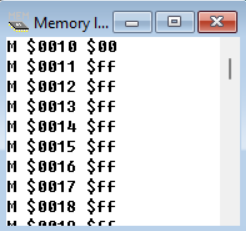 Memory I...
M $0010 $00
M $0011 $ff
M $0012 $ff
M $0013 $ff
M $0014 $ff
M $0015 $ff
M $0016 $ff
M $0017 $ff
M $0018 $ff